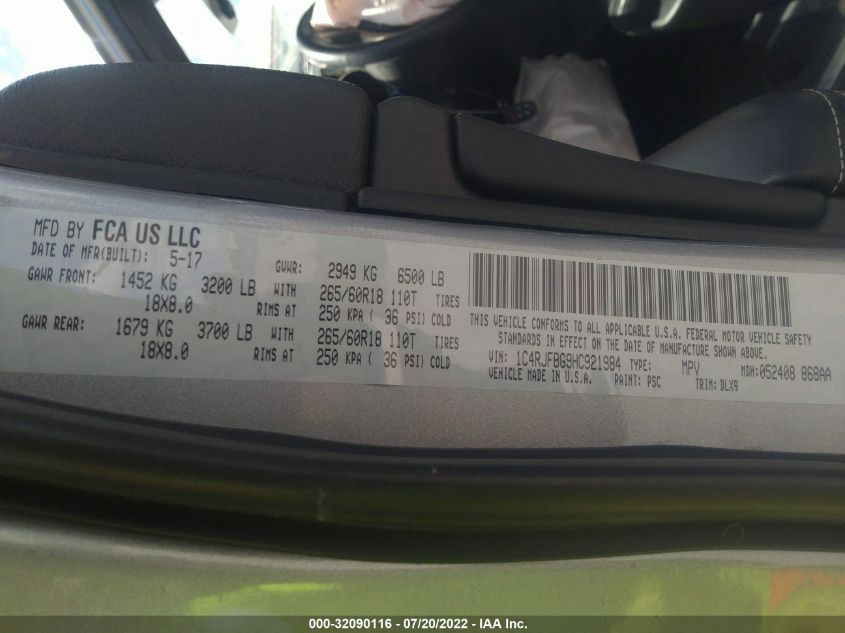 MFD BY FCA US LLC
DATE OF MFR(BUILT): 5-17
GVWR: 2949 KG 6500 LB
GAWR FRONT: 1452 KG 3200 LB WITH 265/60R18 110T TIRES
18X8.0 RIMS AT 250 KPA ( 36 PSI) COLD
GAWR REAR: 1679 KG 3700 LB WITH 265/60R18 110T TIRES
18X8.0 RIMS AT 250 KPA ( 36 PSI) COLD
THIS VEHICLE CONFORMS TO ALL APPLICABLE U.S.A. FEDERAL MOTOR VEHICLE SAFETY
STANDARDS IN EFFECT ON THE DATE OF MANUFACTURE SHOWN ABOVE.
VIN: 1C4RJFBG9HC921984 TYPE: MPV MDH:052408 868AA
VEHICLE MADE IN U.S.A. PAINT: PSC TRIM: DLX9
000-32090116 - 07/20/2022 - IAA Inc.